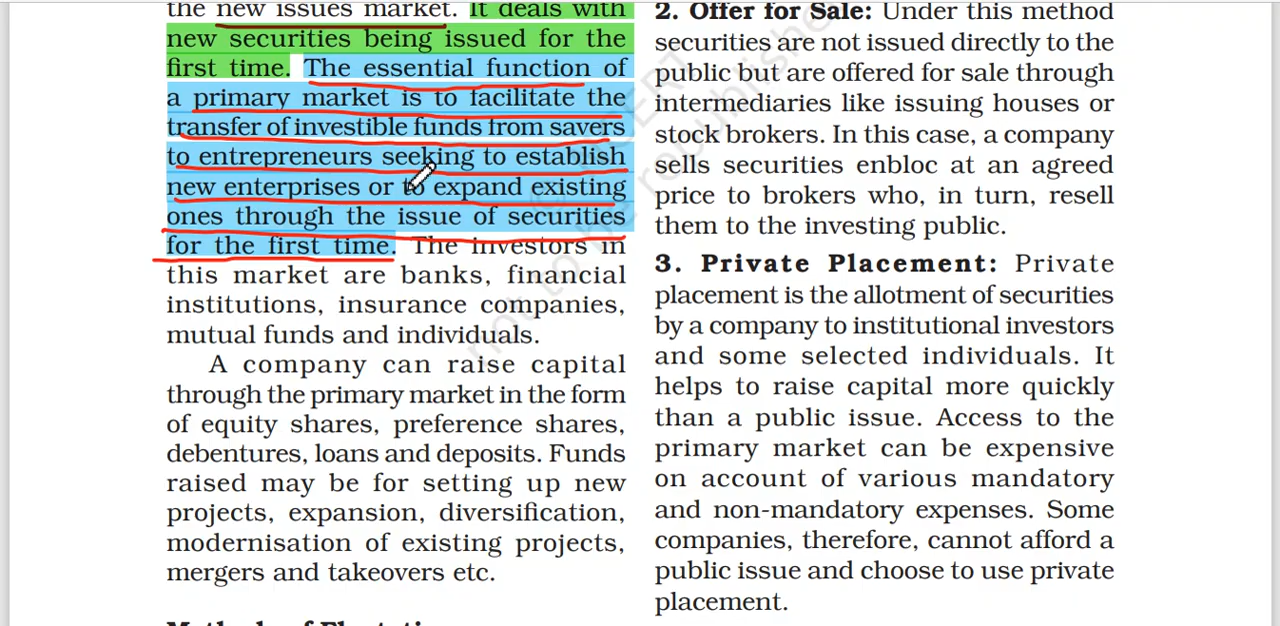 the new issues market. It deals with
new securities being issued for the
first time. The essential function of
a primary market is to facilitate the
transfer of investible funds from savers
to entrepreneurs seeking to establish
new enterprises or to expand existing
ones through the issue of securities
for the first time. The investors in
this market are banks, financial
institutions, insurance companies,
mutual funds and individuals.
A company can raise capital
through the primary market in the form
of equity shares, preference shares,
debentures, loans and deposits. Funds
raised may be for setting up new
projects, expansion, diversification,
modernisation of existing projects,
mergers and takeovers etc.
2. Offer for Sale: Under this method
securities are not issued directly to the
public but are offered for sale through
intermediaries like issuing houses or
stock brokers. In this case, a company
sells securities enbloc at an agreed
price to brokers who, in turn, resell
them to the investing public.
3. Private Placement: Private
placement is the allotment of securities
by a company to institutional investors
and some selected individuals. It
helps to raise capital more quickly
than a public issue. Access to the
primary market can be expensive
on account of various mandatory
and non-mandatory expenses. Some
companies, therefore, cannot afford a
public issue and choose to use private
placement.
not to be republished